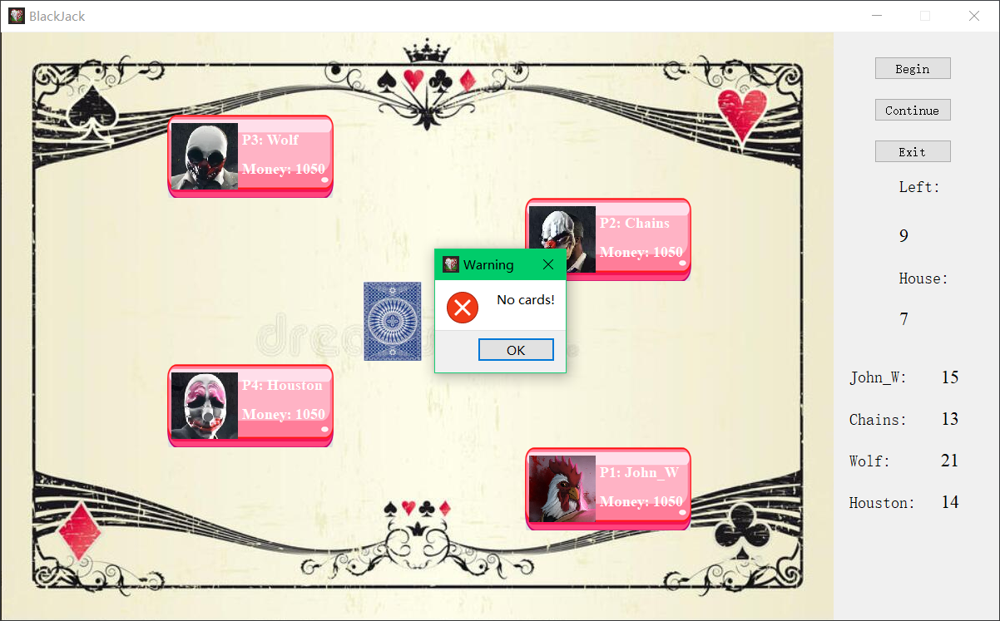 BlackJack
P3: Wolf
Money: 1050
P2: Chains
Money: 1050
Warning
No cards!
OK
P4: Houston
Money: 1050
P1: John_W
Money: 1050
Begin
Continue
Exit
Left:
9
House:
7
John_W: 15
Chains: 13
Wolf: 21
Houston: 14